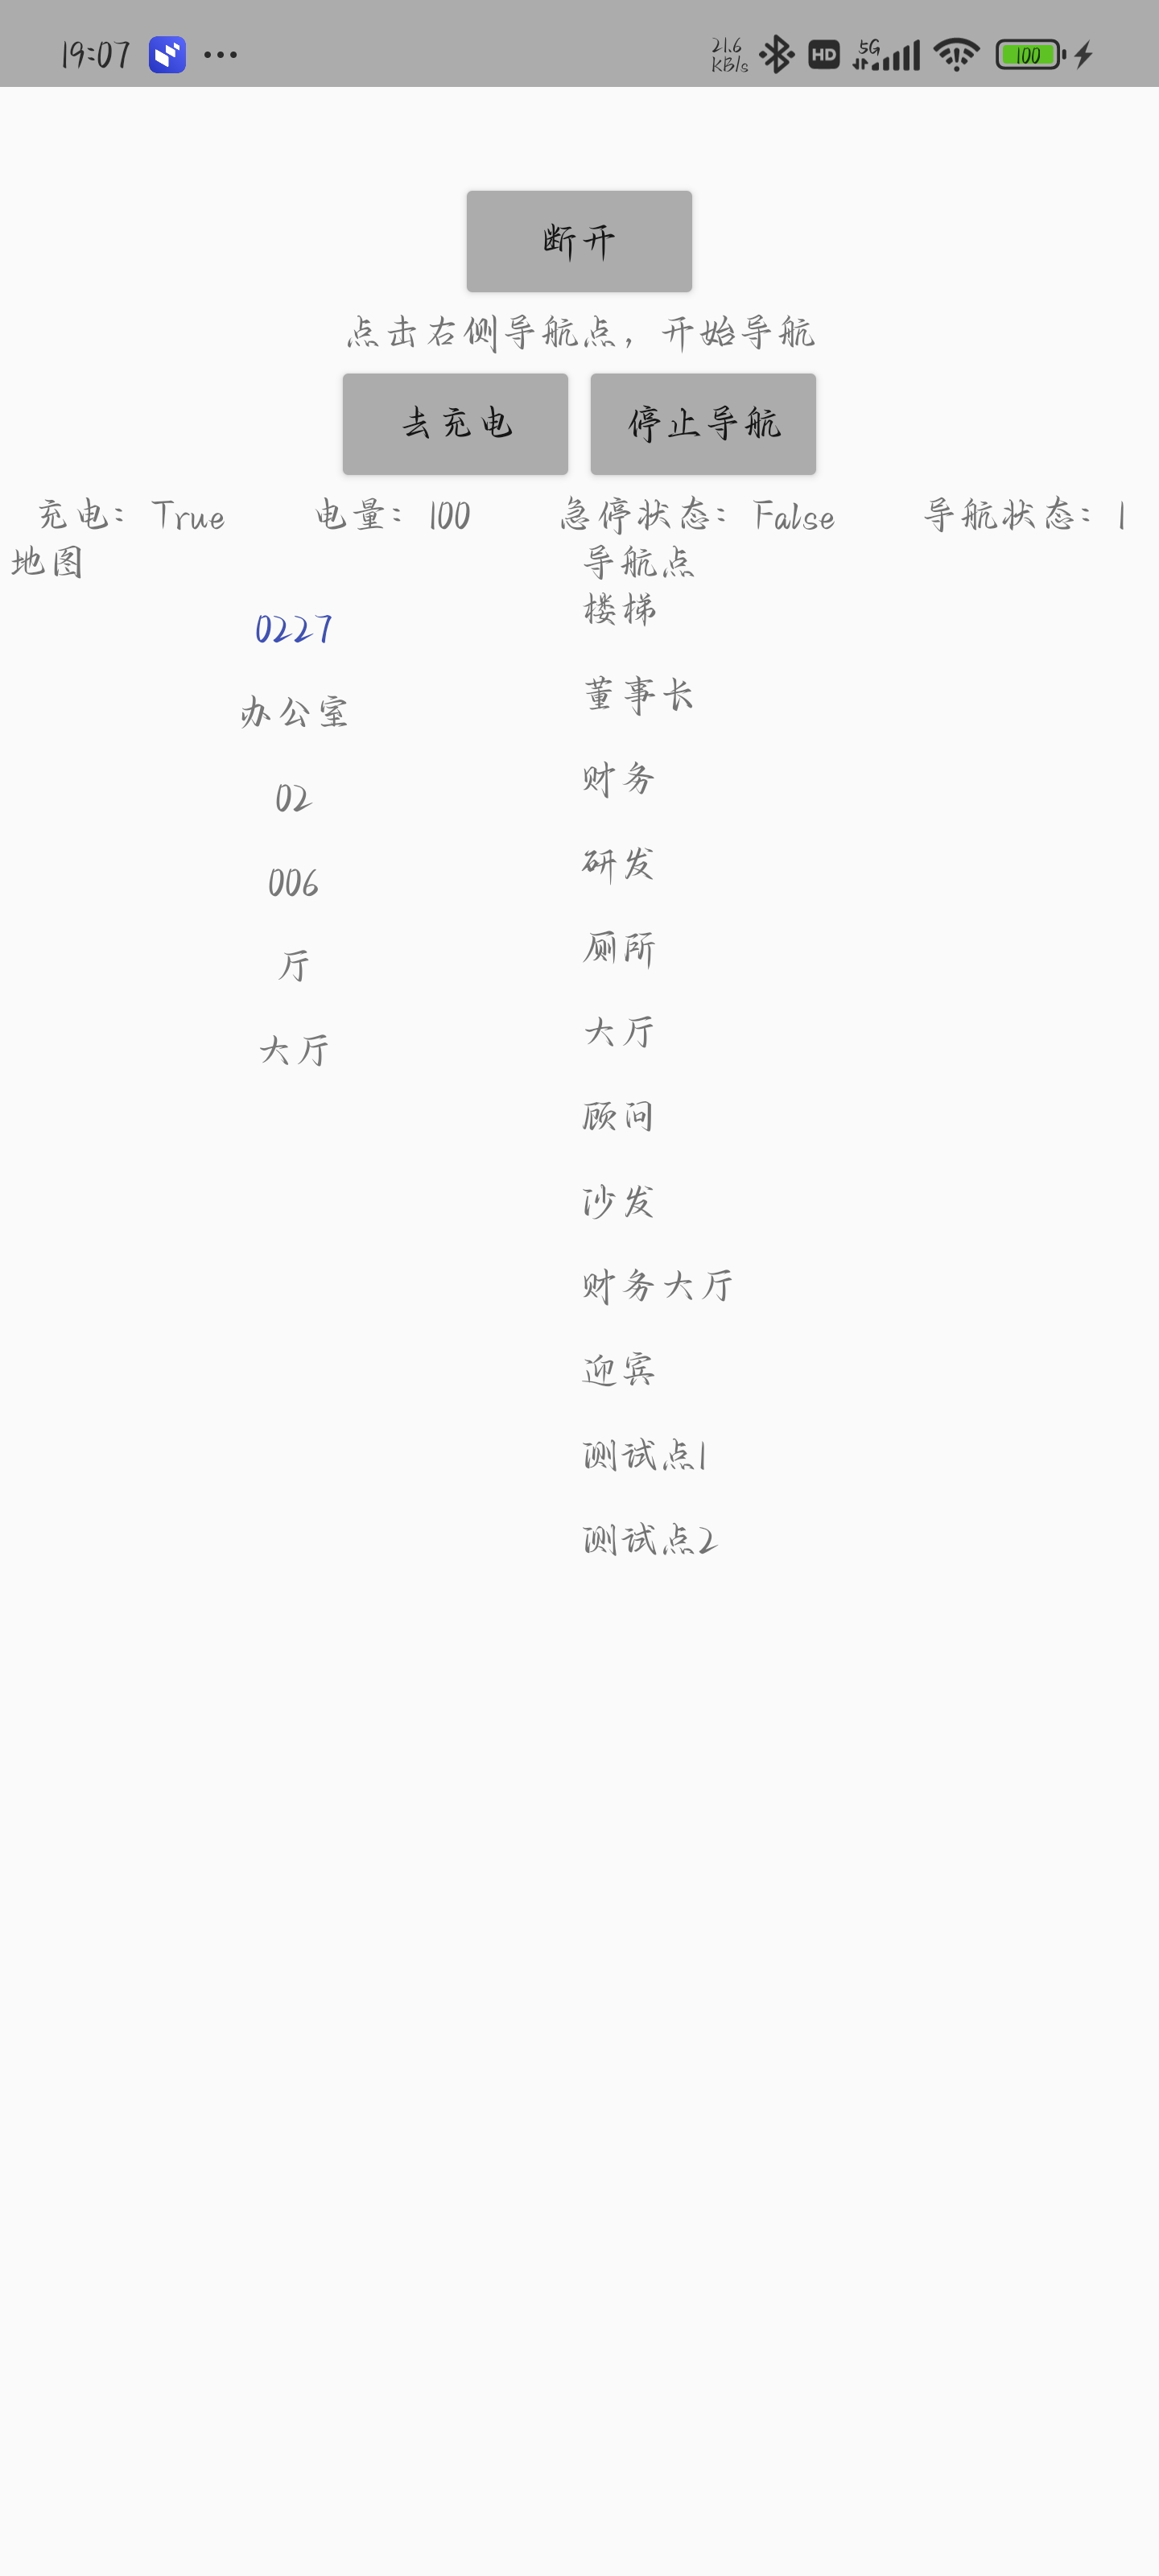 19:07 ••• 21.6 KB/s HD 5G 100
断开
点击右侧导航点，开始导航
去充电 停止导航
充电：True 电量：100 急停状态：False 导航状态：1
地图 导航点
楼梯
0227
董事长
办公室
财务
02
研发
006
厕所
厅
大厅
大厅
顾问
沙发
财务大厅
迎宾
测试点1
测试点2